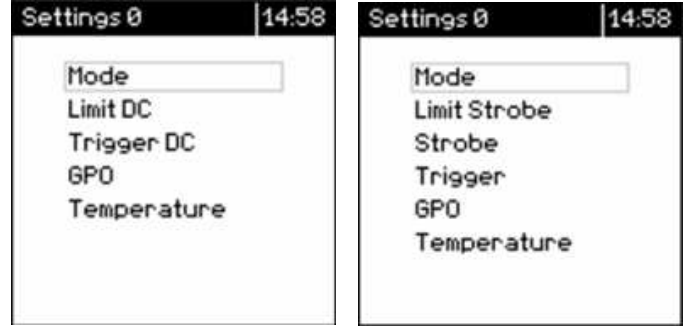 Settings 0 14:58
Mode
Limit DC
Trigger DC
GPO
Temperature
Settings 0 14:58
Mode
Limit Strobe
Strobe
Trigger
GPO
Temperature